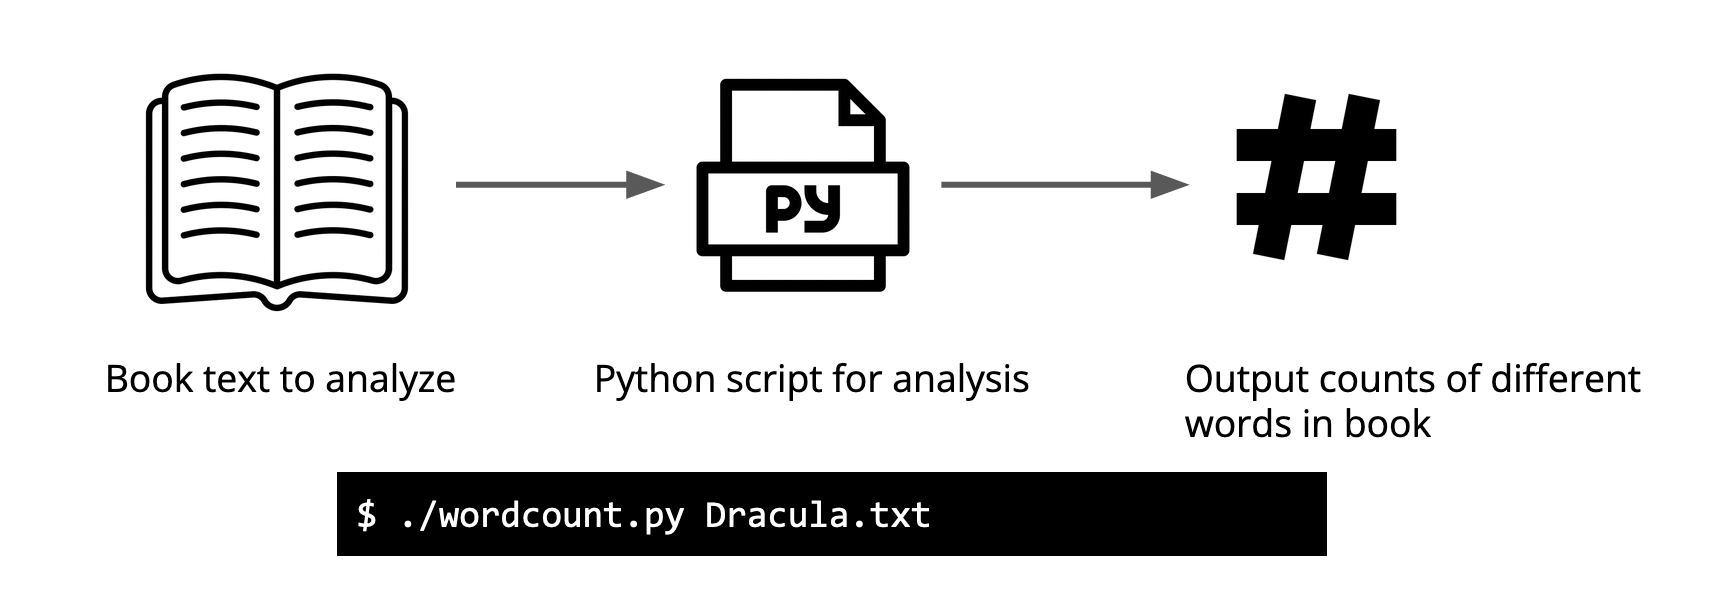 PY
Book text to analyze
Python script for analysis
Output counts of different
words in book
$ ./wordcount.py Dracula.txt